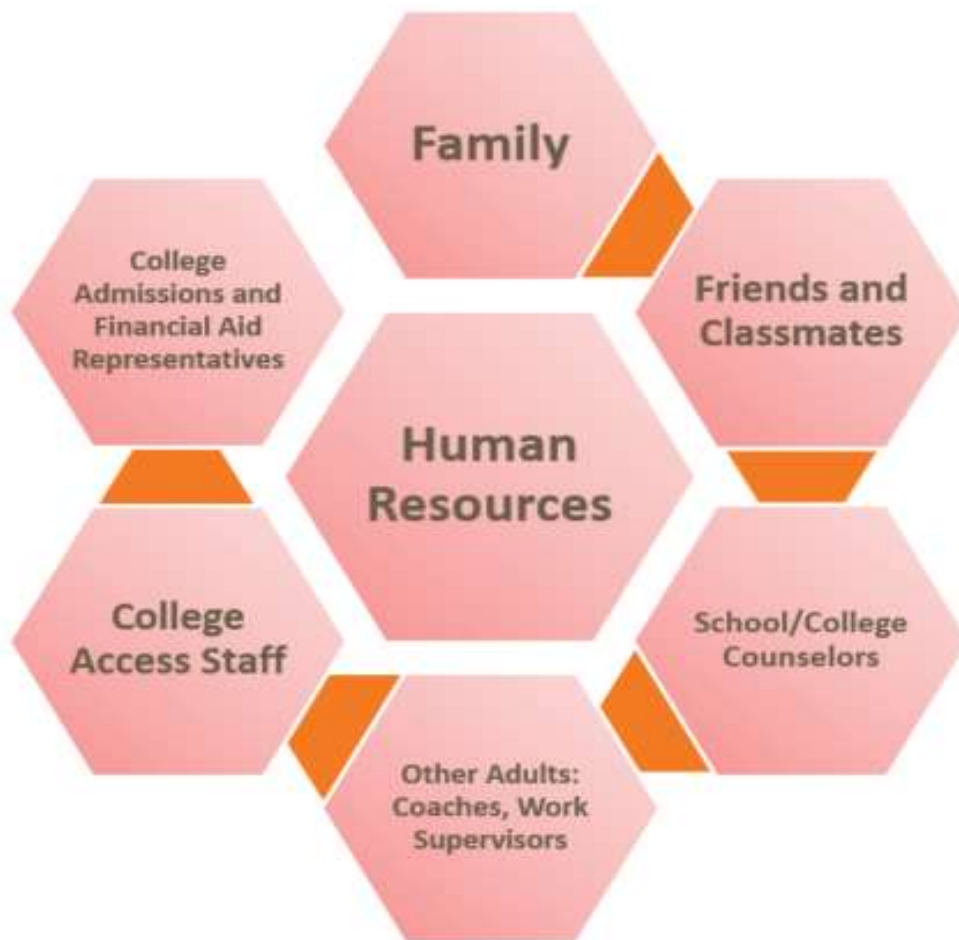 Family
Friends and
Classmates
School/College
Counselors
Other Adults:
Coaches, Work
Supervisors
College
Access Staff
College
Admissions and
Financial Aid
Representatives
Human
Resources